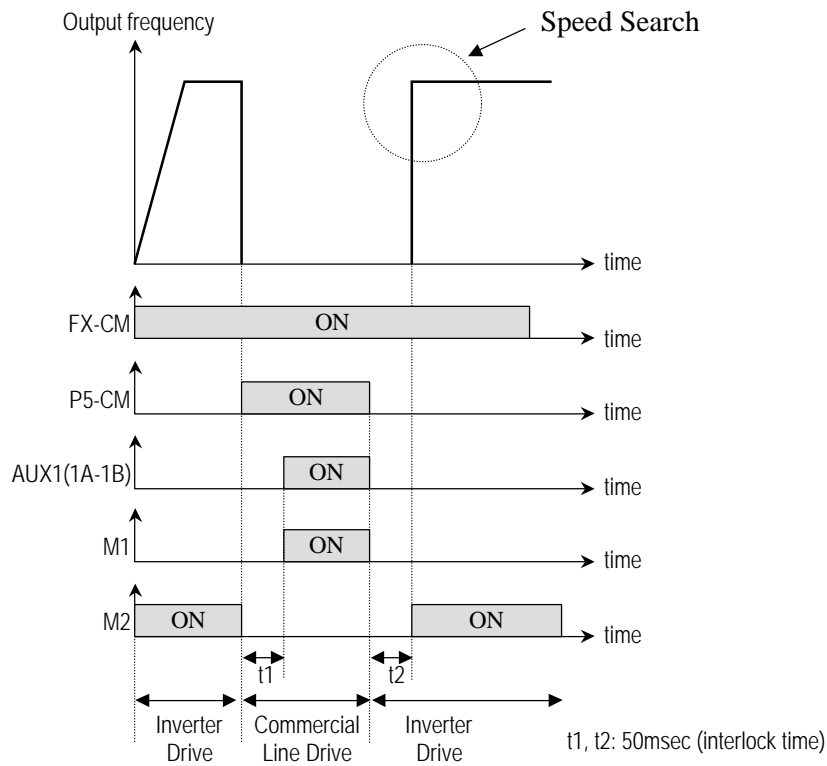 Output frequency
Speed Search
time
FX-CM
ON
time
P5-CM
ON
time
AUX1(1A-1B)
ON
time
M1
ON
time
M2
ON
ON
time
t1
t2
Inverter
Drive
Commercial
Line Drive
Inverter
Drive
t1, t2: 50msec (interlock time)